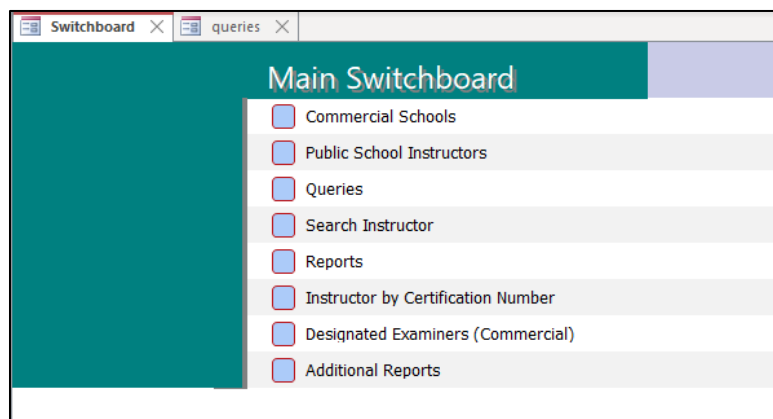 Switchboard queries
Main Switchboard
Commercial Schools
Public School Instructors
Queries
Search Instructor
Reports
Instructor by Certification Number
Designated Examiners (Commercial)
Additional Reports